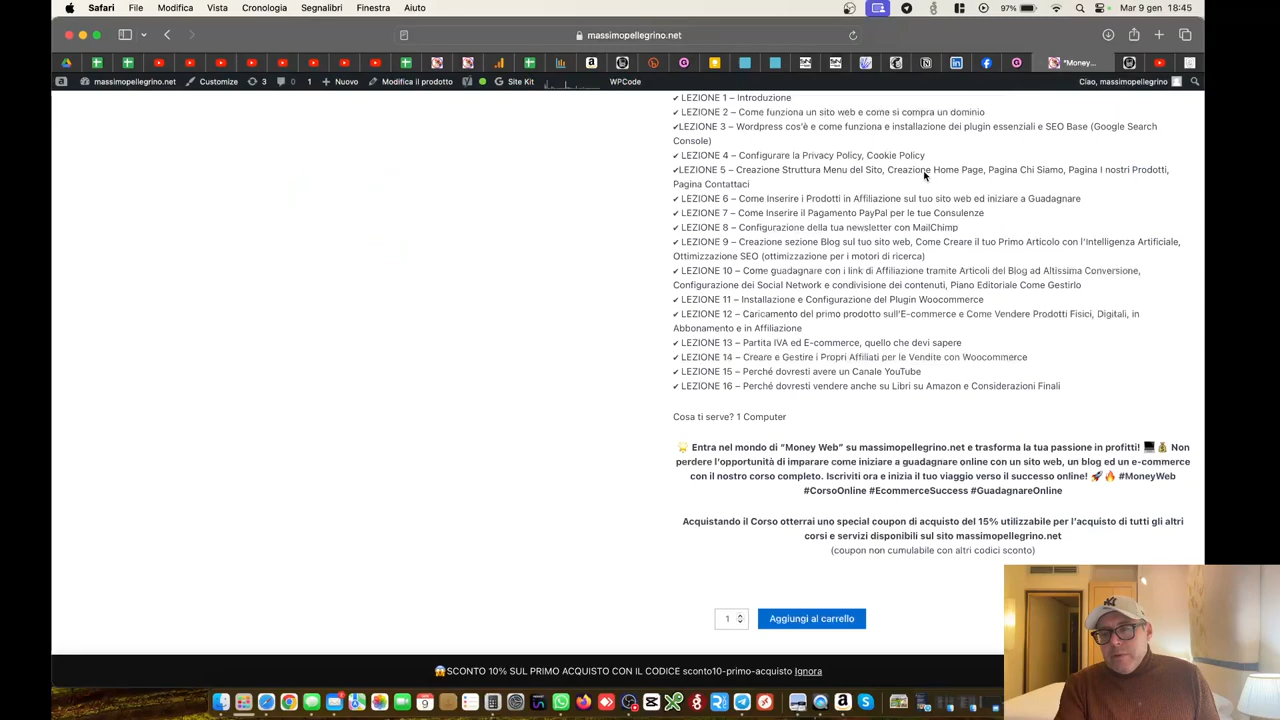 Safari File Modifica Vista Cronologia Segnalibri Finestra Aiuto 97% Mar 9 gen 18:45
massimopellegrino.net
"Money...
massimopellegrino.net Customize 3 0 1 Nuovo Modifica il prodotto Site Kit WPCode Ciao, massimopellegrino
✔ LEZIONE 1 – Introduzione
✔ LEZIONE 2 – Come funziona un sito web e come si compra un dominio
✔LEZIONE 3 – Wordpress cos'è e come funziona e installazione dei plugin essenziali e SEO Base (Google Search
Console)
✔ LEZIONE 4 – Configurare la Privacy Policy, Cookie Policy
✔LEZIONE 5 – Creazione Struttura Menu del Sito, Creazione Home Page, Pagina Chi Siamo, Pagina I nostri Prodotti,
Pagina Contattaci
✔ LEZIONE 6 – Come Inserire i Prodotti in Affiliazione sul tuo sito web ed iniziare a Guadagnare
✔ LEZIONE 7 – Come Inserire il Pagamento PayPal per le tue Consulenze
✔ LEZIONE 8 – Configurazione della tua newsletter con MailChimp
✔ LEZIONE 9 – Creazione sezione Blog sul tuo sito web, Come Creare il tuo Primo Articolo con l'Intelligenza Artificiale,
Ottimizzazione SEO (ottimizzazione per i motori di ricerca)
✔ LEZIONE 10 – Come guadagnare con i link di Affiliazione tramite Articoli del Blog ad Altissima Conversione,
Configurazione dei Social Network e condivisione dei contenuti, Piano Editoriale Come Gestirlo
✔ LEZIONE 11 – Installazione e Configurazione del Plugin Woocommerce
✔ LEZIONE 12 – Caricamento del primo prodotto sull'E-commerce e Come Vendere Prodotti Fisici, Digitali, in
Abbonamento e in Affiliazione
✔ LEZIONE 13 – Partita IVA ed E-commerce, quello che devi sapere
✔ LEZIONE 14 – Creare e Gestire i Propri Affiliati per le Vendite con Woocommerce
✔ LEZIONE 15 – Perché dovresti avere un Canale YouTube
✔ LEZIONE 16 – Perché dovresti vendere anche su Libri su Amazon e Considerazioni Finali
Cosa ti serve? 1 Computer
🌟 Entra nel mondo di "Money Web" su massimopellegrino.net e trasforma la tua passione in profitti! 💻 💰 Non
perdere l'opportunità di imparare come iniziare a guadagnare online con un sito web, un blog ed un e-commerce
con il nostro corso completo. Iscriviti ora e inizia il tuo viaggio verso il successo online! 🚀🔥 #MoneyWeb
#CorsoOnline #EcommerceSuccess #GuadagnareOnline
Acquistando il Corso otterrai uno special coupon di acquisto del 15% utilizzabile per l'acquisto di tutti gli altri
corsi e servizi disponibili sul sito massimopellegrino.net
(coupon non cumulabile con altri codici sconto)
1 Aggiungi al carrello
😱SCONTO 10% SUL PRIMO ACQUISTO CON IL CODICE sconto10-primo-acquisto Ignora